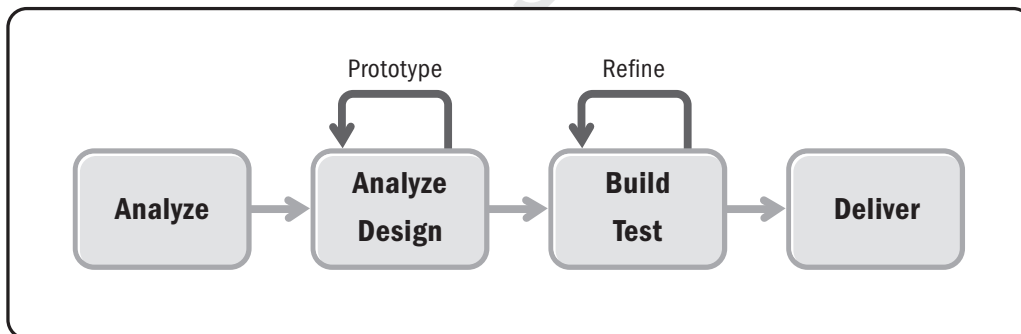 Prototype
Refine
Analyze
Analyze
Design
Build
Test
Deliver